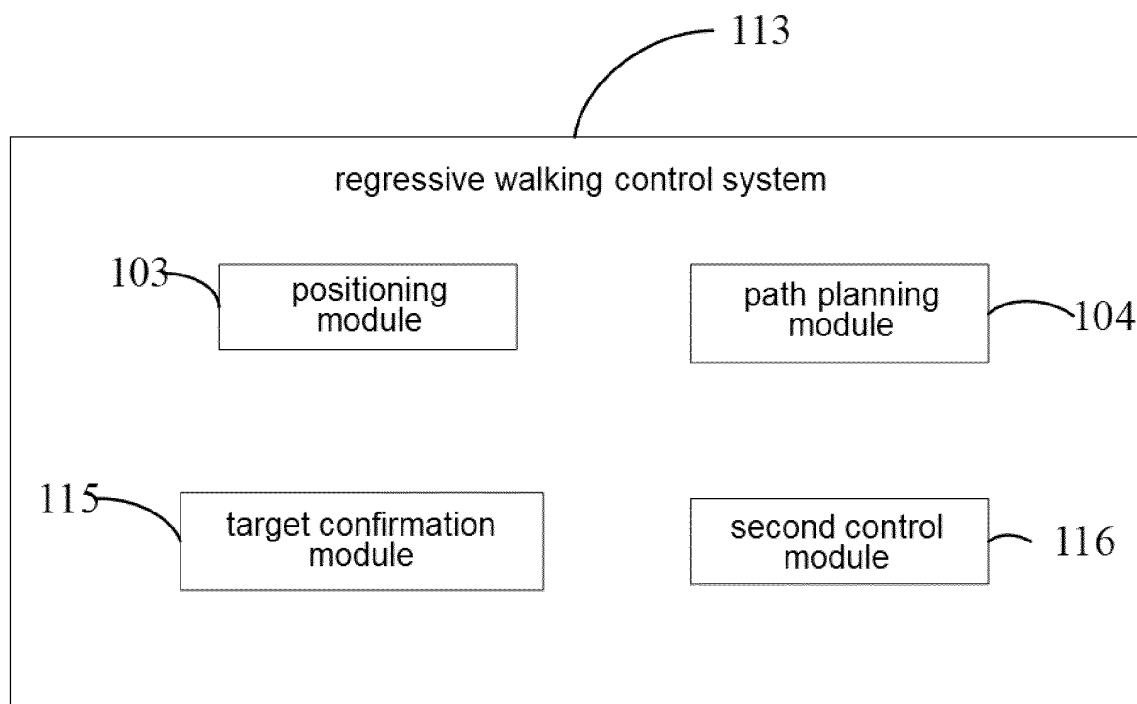 113
regressive walking control system
103
positioning
module
path planning
module
104
115
target confirmation
module
second control
module
116